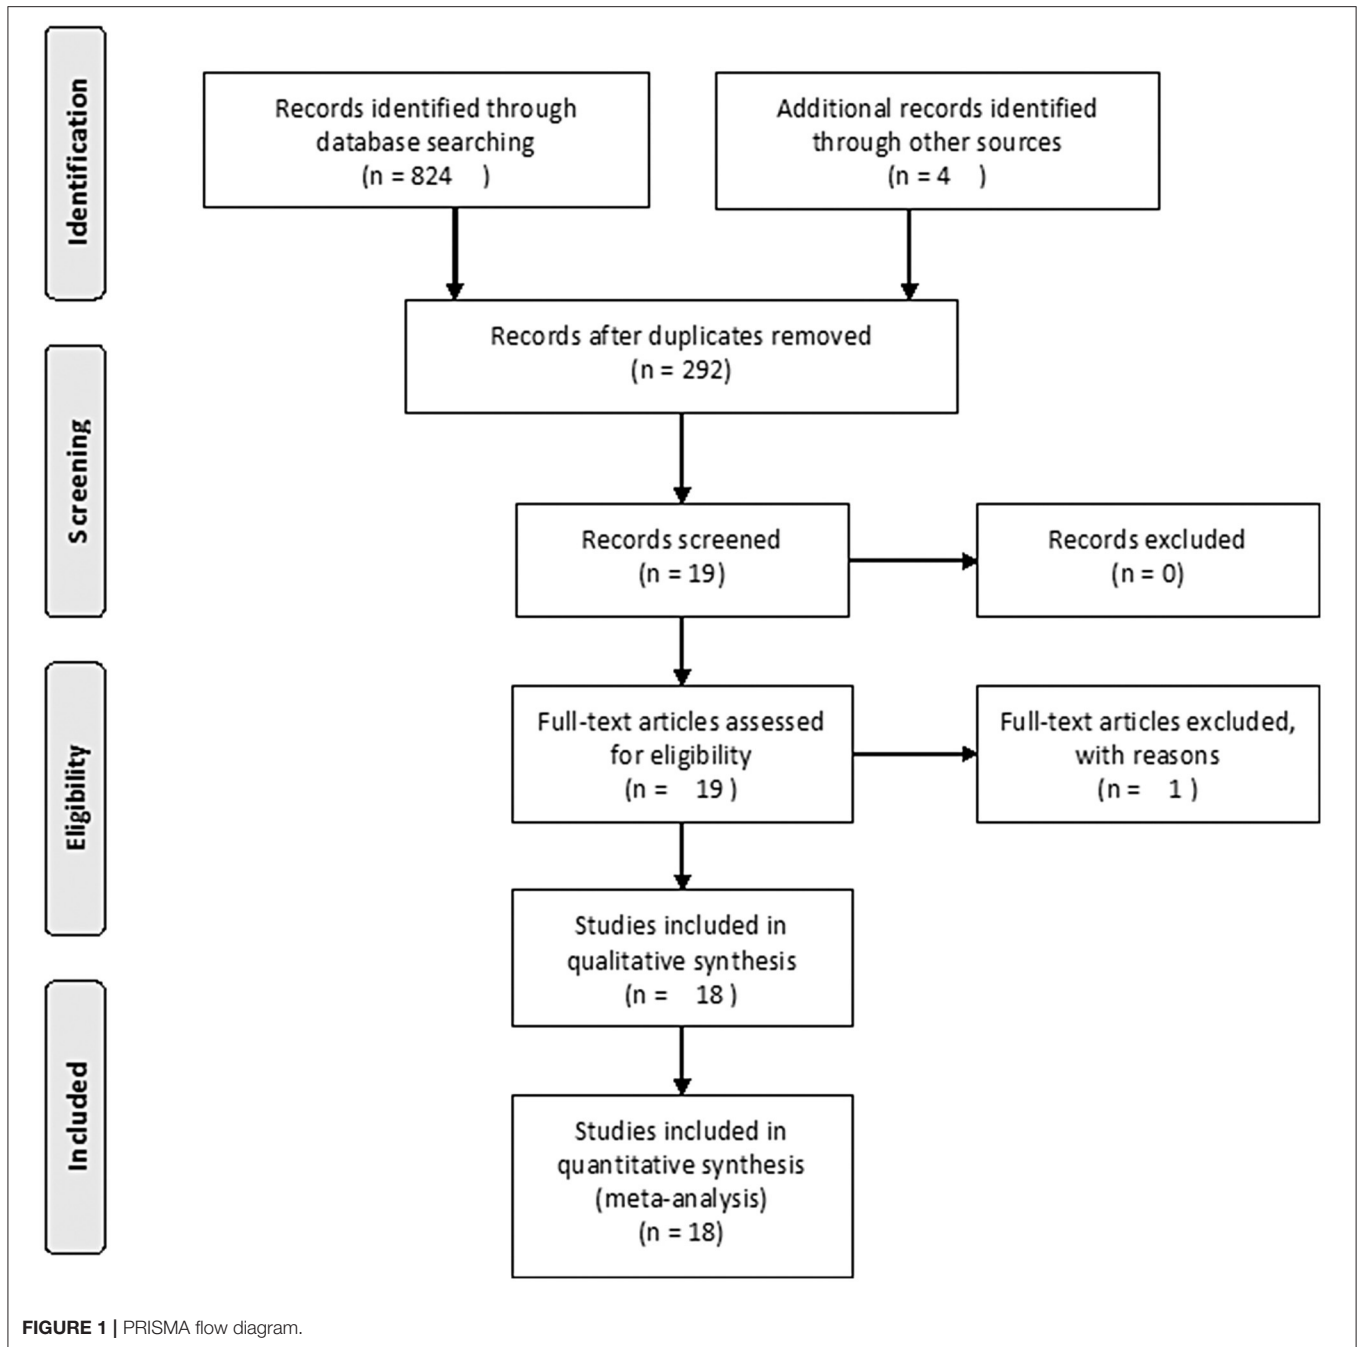 Identification
Records identified through
database searching
(n = 824 )
Additional records identified
through other sources
(n = 4 )
Records after duplicates removed
(n = 292)
Screening
Records screened
(n = 19)
Records excluded
(n = 0)
Eligibility
Full-text articles assessed
for eligibility
(n = 19 )
Full-text articles excluded,
with reasons
(n = 1 )
Studies included in
qualitative synthesis
(n = 18 )
Included
Studies included in
quantitative synthesis
(meta-analysis)
(n = 18)
FIGURE 1 | PRISMA flow diagram.